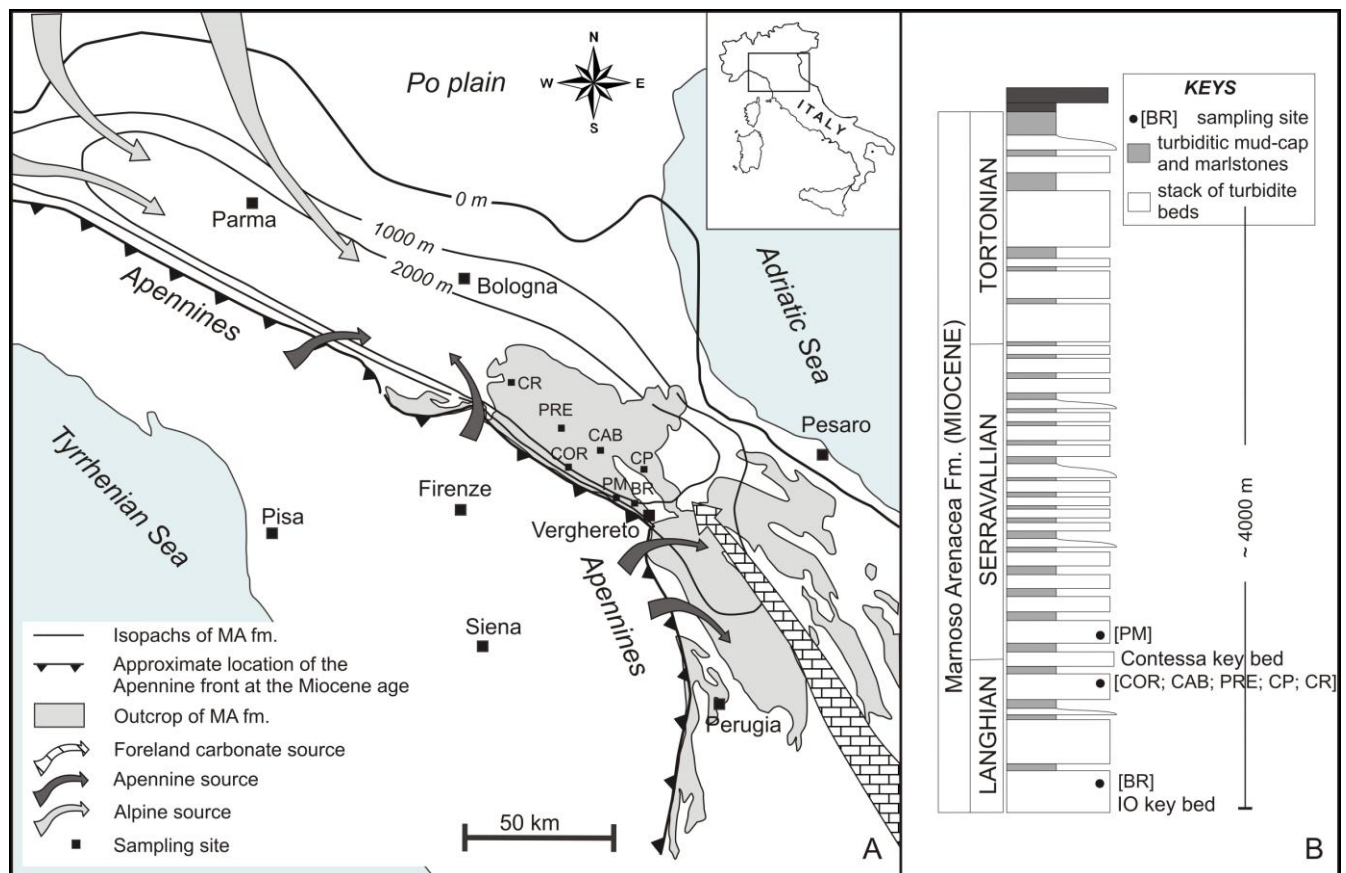 N
W
E
S
Po plain
ITALY
0 m
1000 m
2000 m
Parma
Bologna
Apennines
Adriatic Sea
CR
PRE
CAB
COR
CP
PM
BR
Pesaro
Tyrrhenian Sea
Firenze
Pisa
Verghereto
Apennines
Siena
Perugia
Isopachs of MA fm.
Approximate location of the
Apennine front at the Miocene age
Outcrop of MA fm.
Foreland carbonate source
Apennine source
Alpine source
Sampling site
50 km
A
KEYS
[BR] sampling site
turbiditic mud-cap
and marlstones
stack of turbidite
beds
Marnoso Arenacea Fm. (MIOCENE)
TORTONIAN
SERRAVALLIAN
LANGHIAN
~ 4000 m
[PM]
Contessa key bed
[COR; CAB; PRE; CP; CR]
[BR]
IO key bed
B